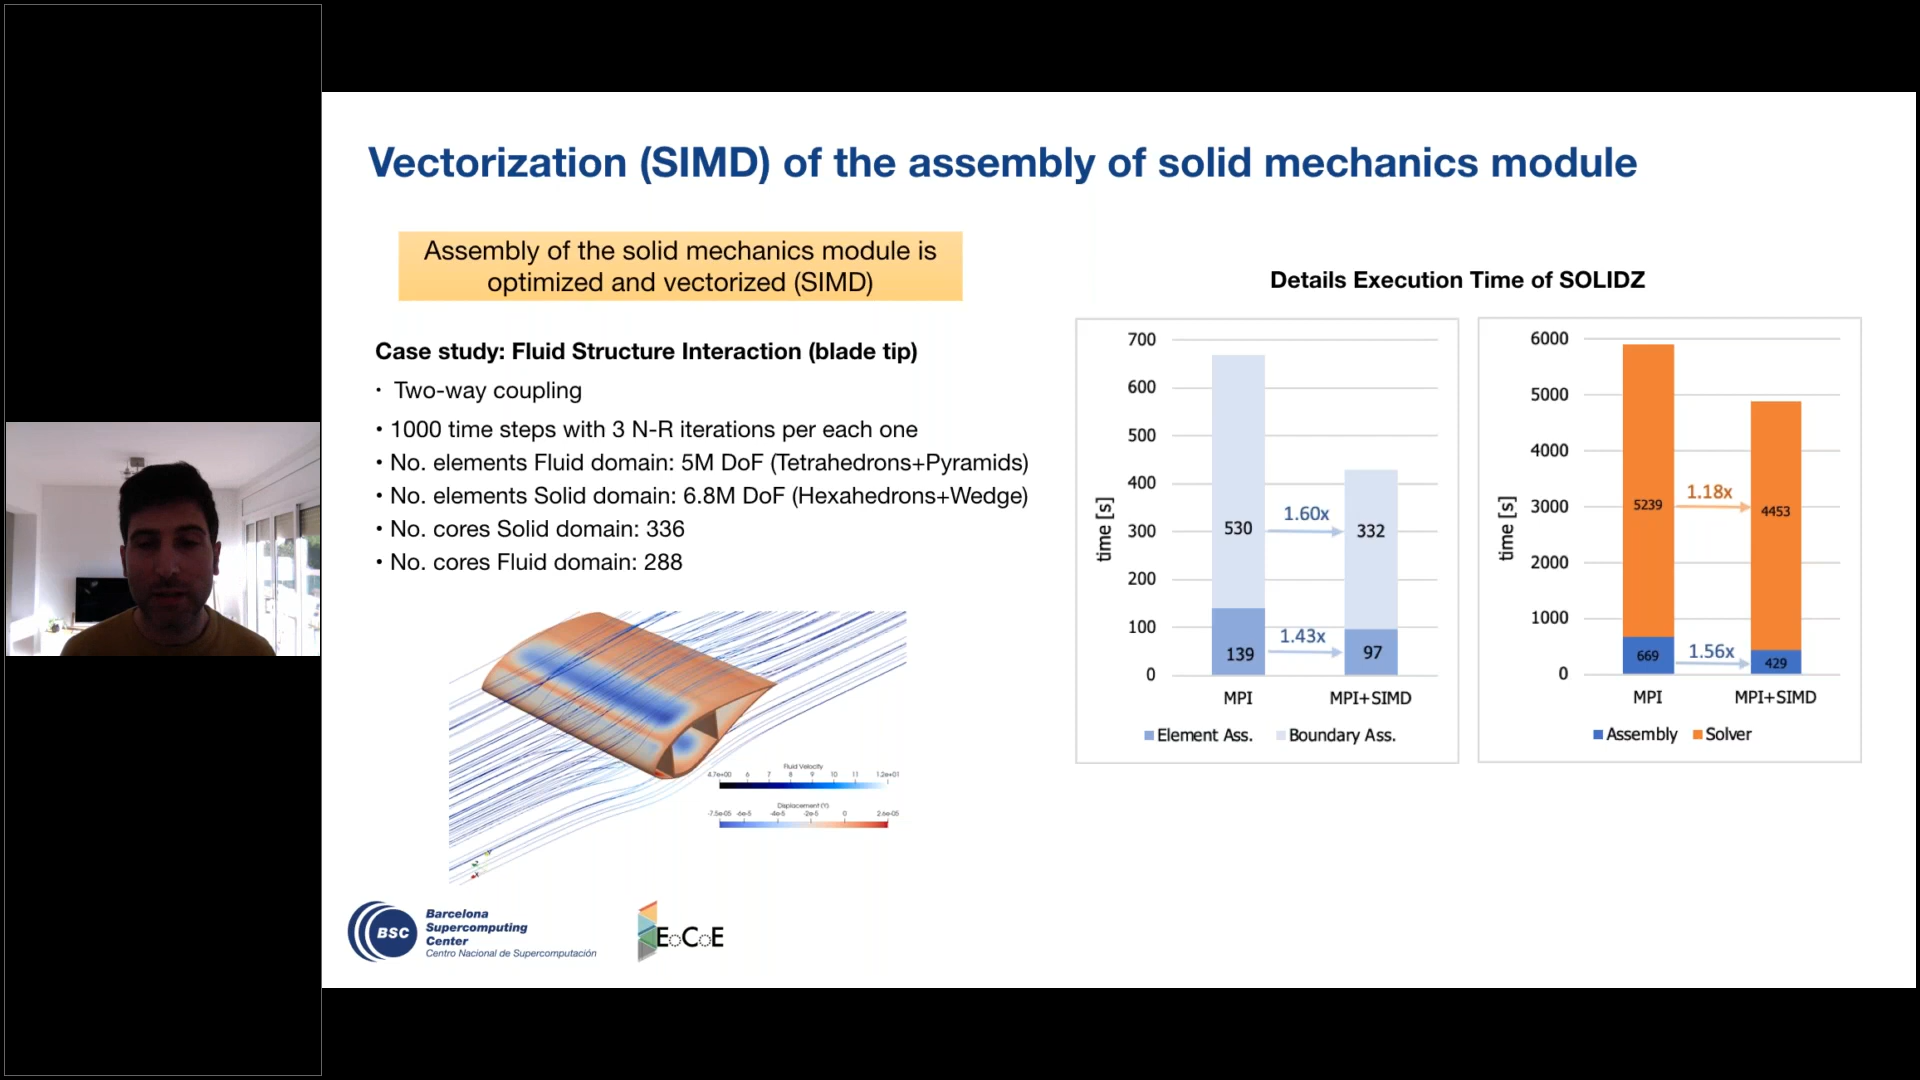 Vectorization (SIMD) of the assembly of solid mechanics module
Assembly of the solid mechanics module is
optimized and vectorized (SIMD)
Case study: Fluid Structure Interaction (blade tip)
• Two-way coupling
• 1000 time steps with 3 N-R iterations per each one
• No. elements Fluid domain: 5M DoF (Tetrahedrons+Pyramids)
• No. elements Solid domain: 6.8M DoF (Hexahedrons+Wedge)
• No. cores Solid domain: 336
• No. cores Fluid domain: 288
Fluid Velocity
4.7e+00 6 7 8 9 10 11 1.2e+01
Displacement (Y)
-7.5e-05 -6e-5 -4e-5 -2e-5 0 2.6e-05
Details Execution Time of SOLIDZ
time [s]
700
600
500
400
300
200
100
0
530
1.60x
332
139
1.43x
97
MPI
MPI+SIMD
Element Ass.
Boundary Ass.
time [s]
6000
5000
4000
3000
2000
1000
0
5239
1.18x
4453
669
1.56x
429
MPI
MPI+SIMD
Assembly
Solver
BSC
Barcelona
Supercomputing
Center
Centro Nacional de Supercomputación
EoCoE